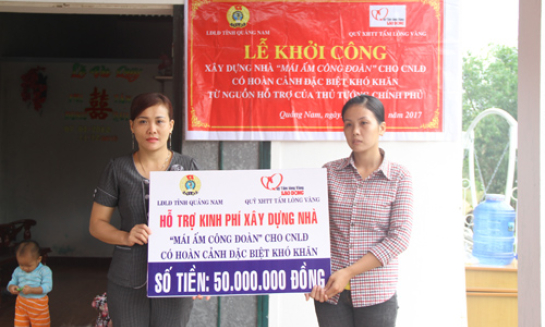 LĐLĐ TỈNH QUẢNG NAM QUỸ XHTT TẤM LÒNG VÀNG
LỄ KHỞI CÔNG
XÂY DỰNG NHÀ "MÁI ẤM CÔNG ĐOÀN" CHO CNLĐ
CÓ HOÀN CẢNH ĐẶC BIỆT KHÓ KHĂN
TỪ NGUỒN HỖ TRỢ CỦA THỦ TƯỚNG CHÍNH PHỦ
Quảng Nam, ngày năm 2017
LĐLĐ TỈNH QUẢNG NAM QUỸ XHTT TẤM LÒNG VÀNG
HỖ TRỢ KINH PHÍ XÂY DỰNG NHÀ
"MÁI ẤM CÔNG ĐOÀN" CHO CNLĐ
CÓ HOÀN CẢNH ĐẶC BIỆT KHÓ KHĂN
SỐ TIỀN: 50.000.000 ĐỒNG